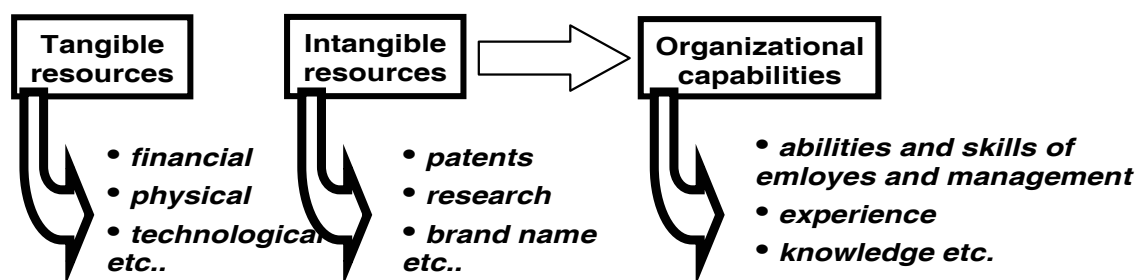 Tangible
resources
Intangible
resources
Organizational
capabilities
• financial
• physical
• technological
etc..
• patents
• research
• brand name
etc..
• abilities and skills of
emloyes and management
• experience
• knowledge etc.